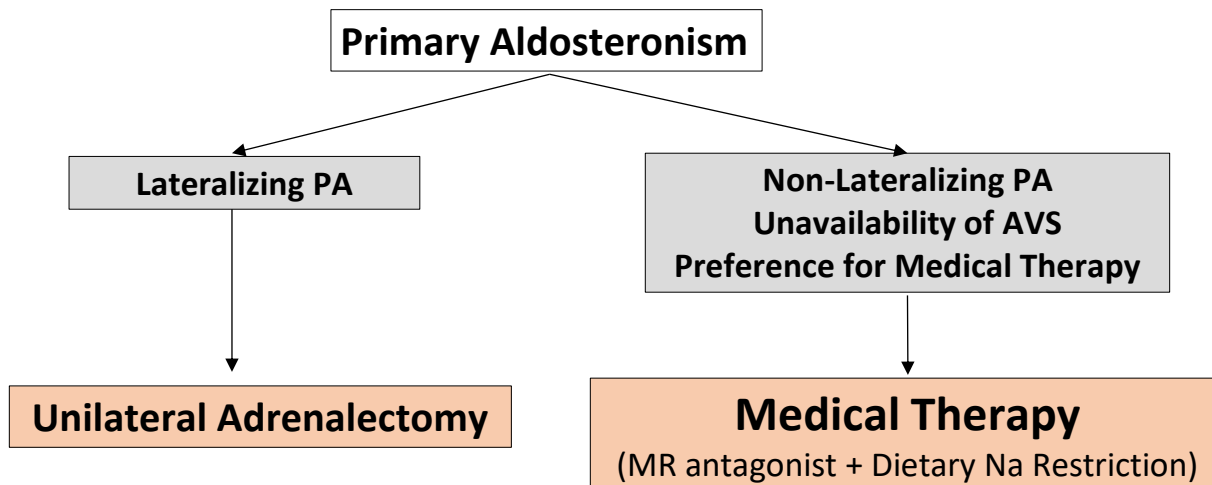 Primary Aldosteronism
Lateralizing PA
Non-Lateralizing PA
Unavailability of AVS
Preference for Medical Therapy
Unilateral Adrenalectomy
Medical Therapy
(MR antagonist + Dietary Na Restriction)